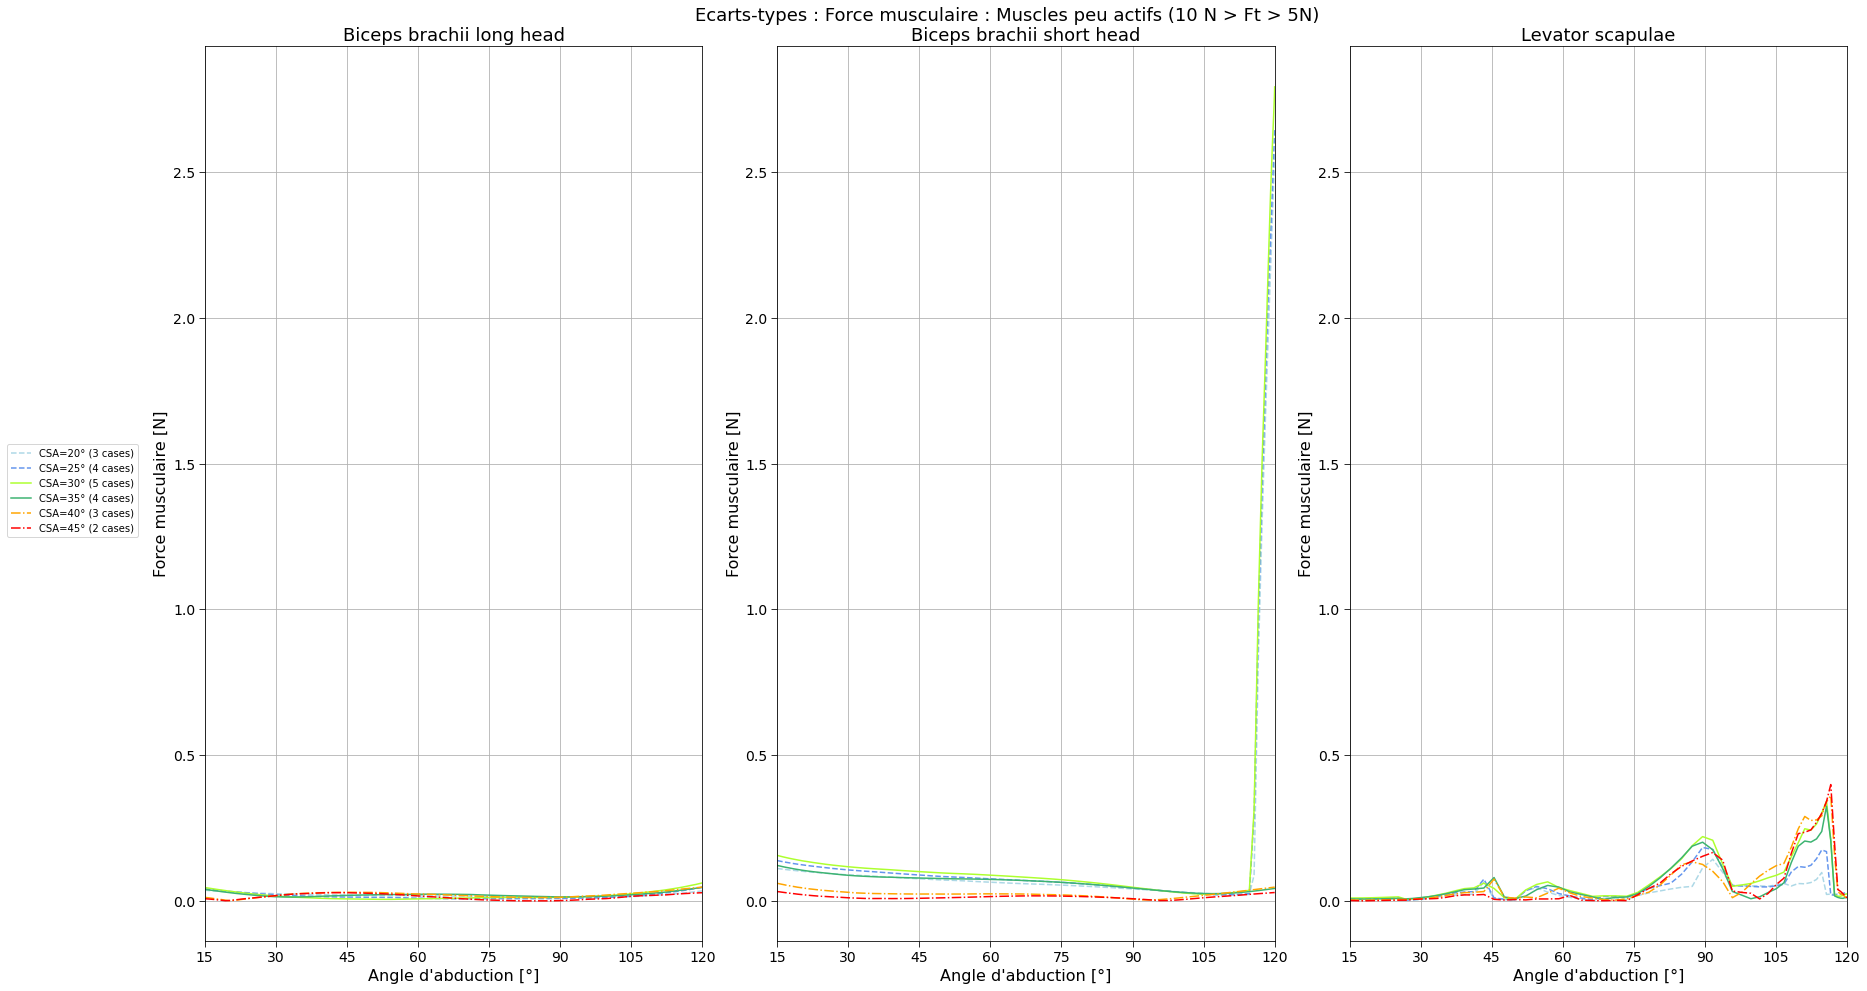 Ecarts-types : Force musculaire : Muscles peu actifs (10 N > Ft > 5N)
Biceps brachii long head
Biceps brachii short head
Levator scapulae
CSA=20° (3 cases)
CSA=25° (4 cases)
CSA=30° (5 cases)
CSA=35° (4 cases)
CSA=40° (3 cases)
CSA=45° (2 cases)
Force musculaire [N]
2.5
2.0
1.5
1.0
0.5
0.0
15 30 45 60 75 90 105 120
Angle d'abduction [°]
Force musculaire [N]
2.5
2.0
1.5
1.0
0.5
0.0
15 30 45 60 75 90 105 120
Angle d'abduction [°]
Force musculaire [N]
2.5
2.0
1.5
1.0
0.5
0.0
15 30 45 60 75 90 105 120
Angle d'abduction [°]